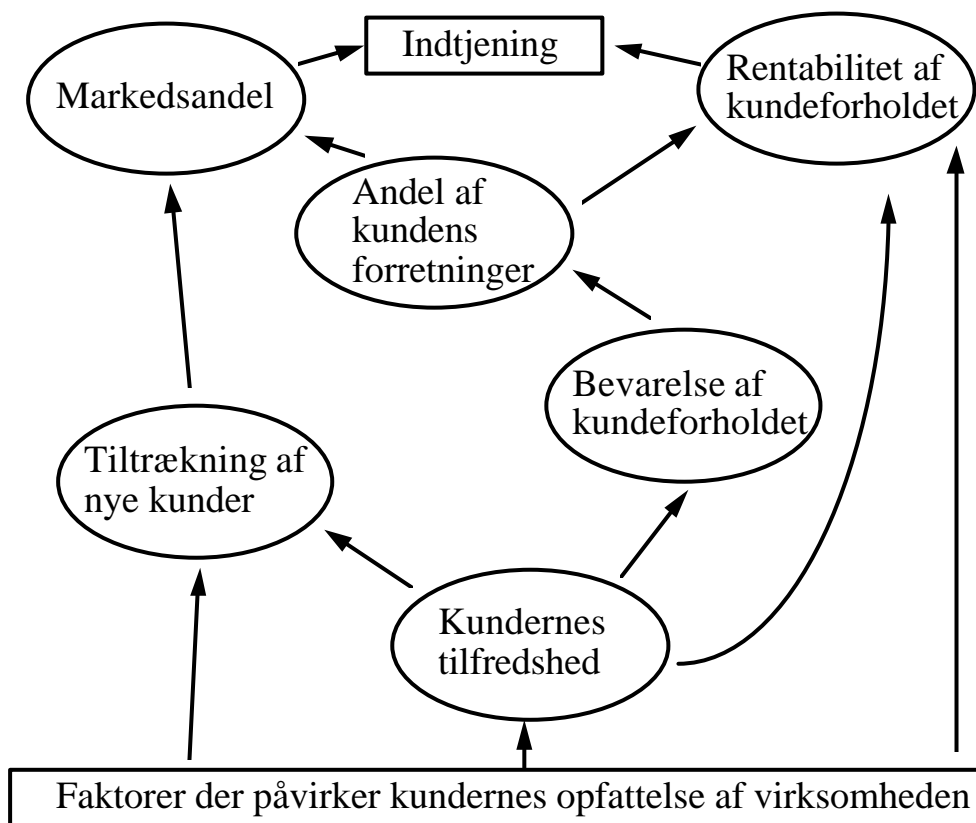 Indtjening
Markedsandel
Rentabilitet af
kundeforholdet
Andel af
kundens
forretninger
Bevarelse af
kundeforholdet
Tiltrækning af
nye kunder
Kundernes
tilfredshed
Faktorer der påvirker kundernes opfattelse af virksomheden